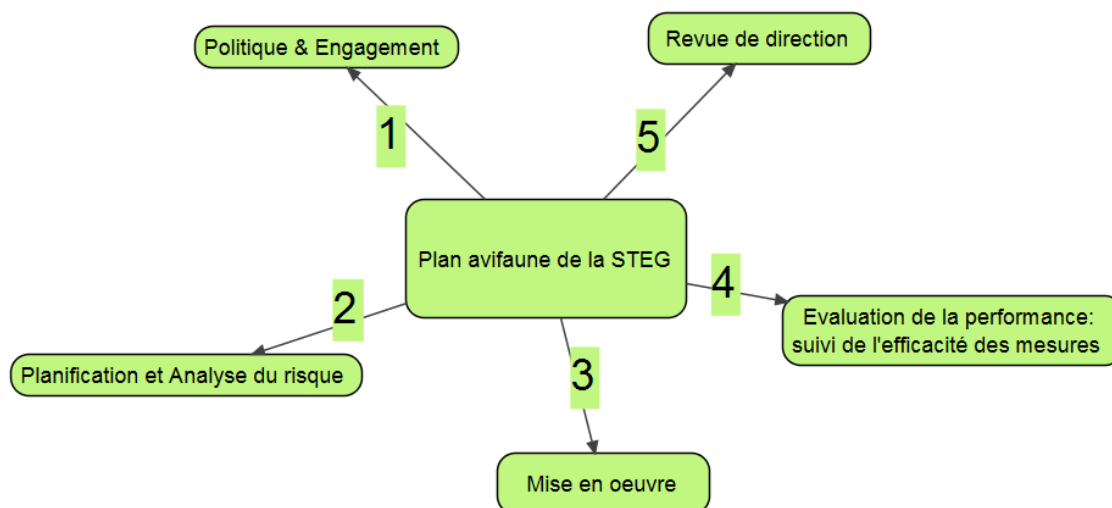 Politique & Engagement
Revue de direction
1
5
Plan avifaune de la STEG
4
2
Evaluation de la performance:
suivi de l'efficacité des mesures
Planification et Analyse du risque
3
Mise en oeuvre